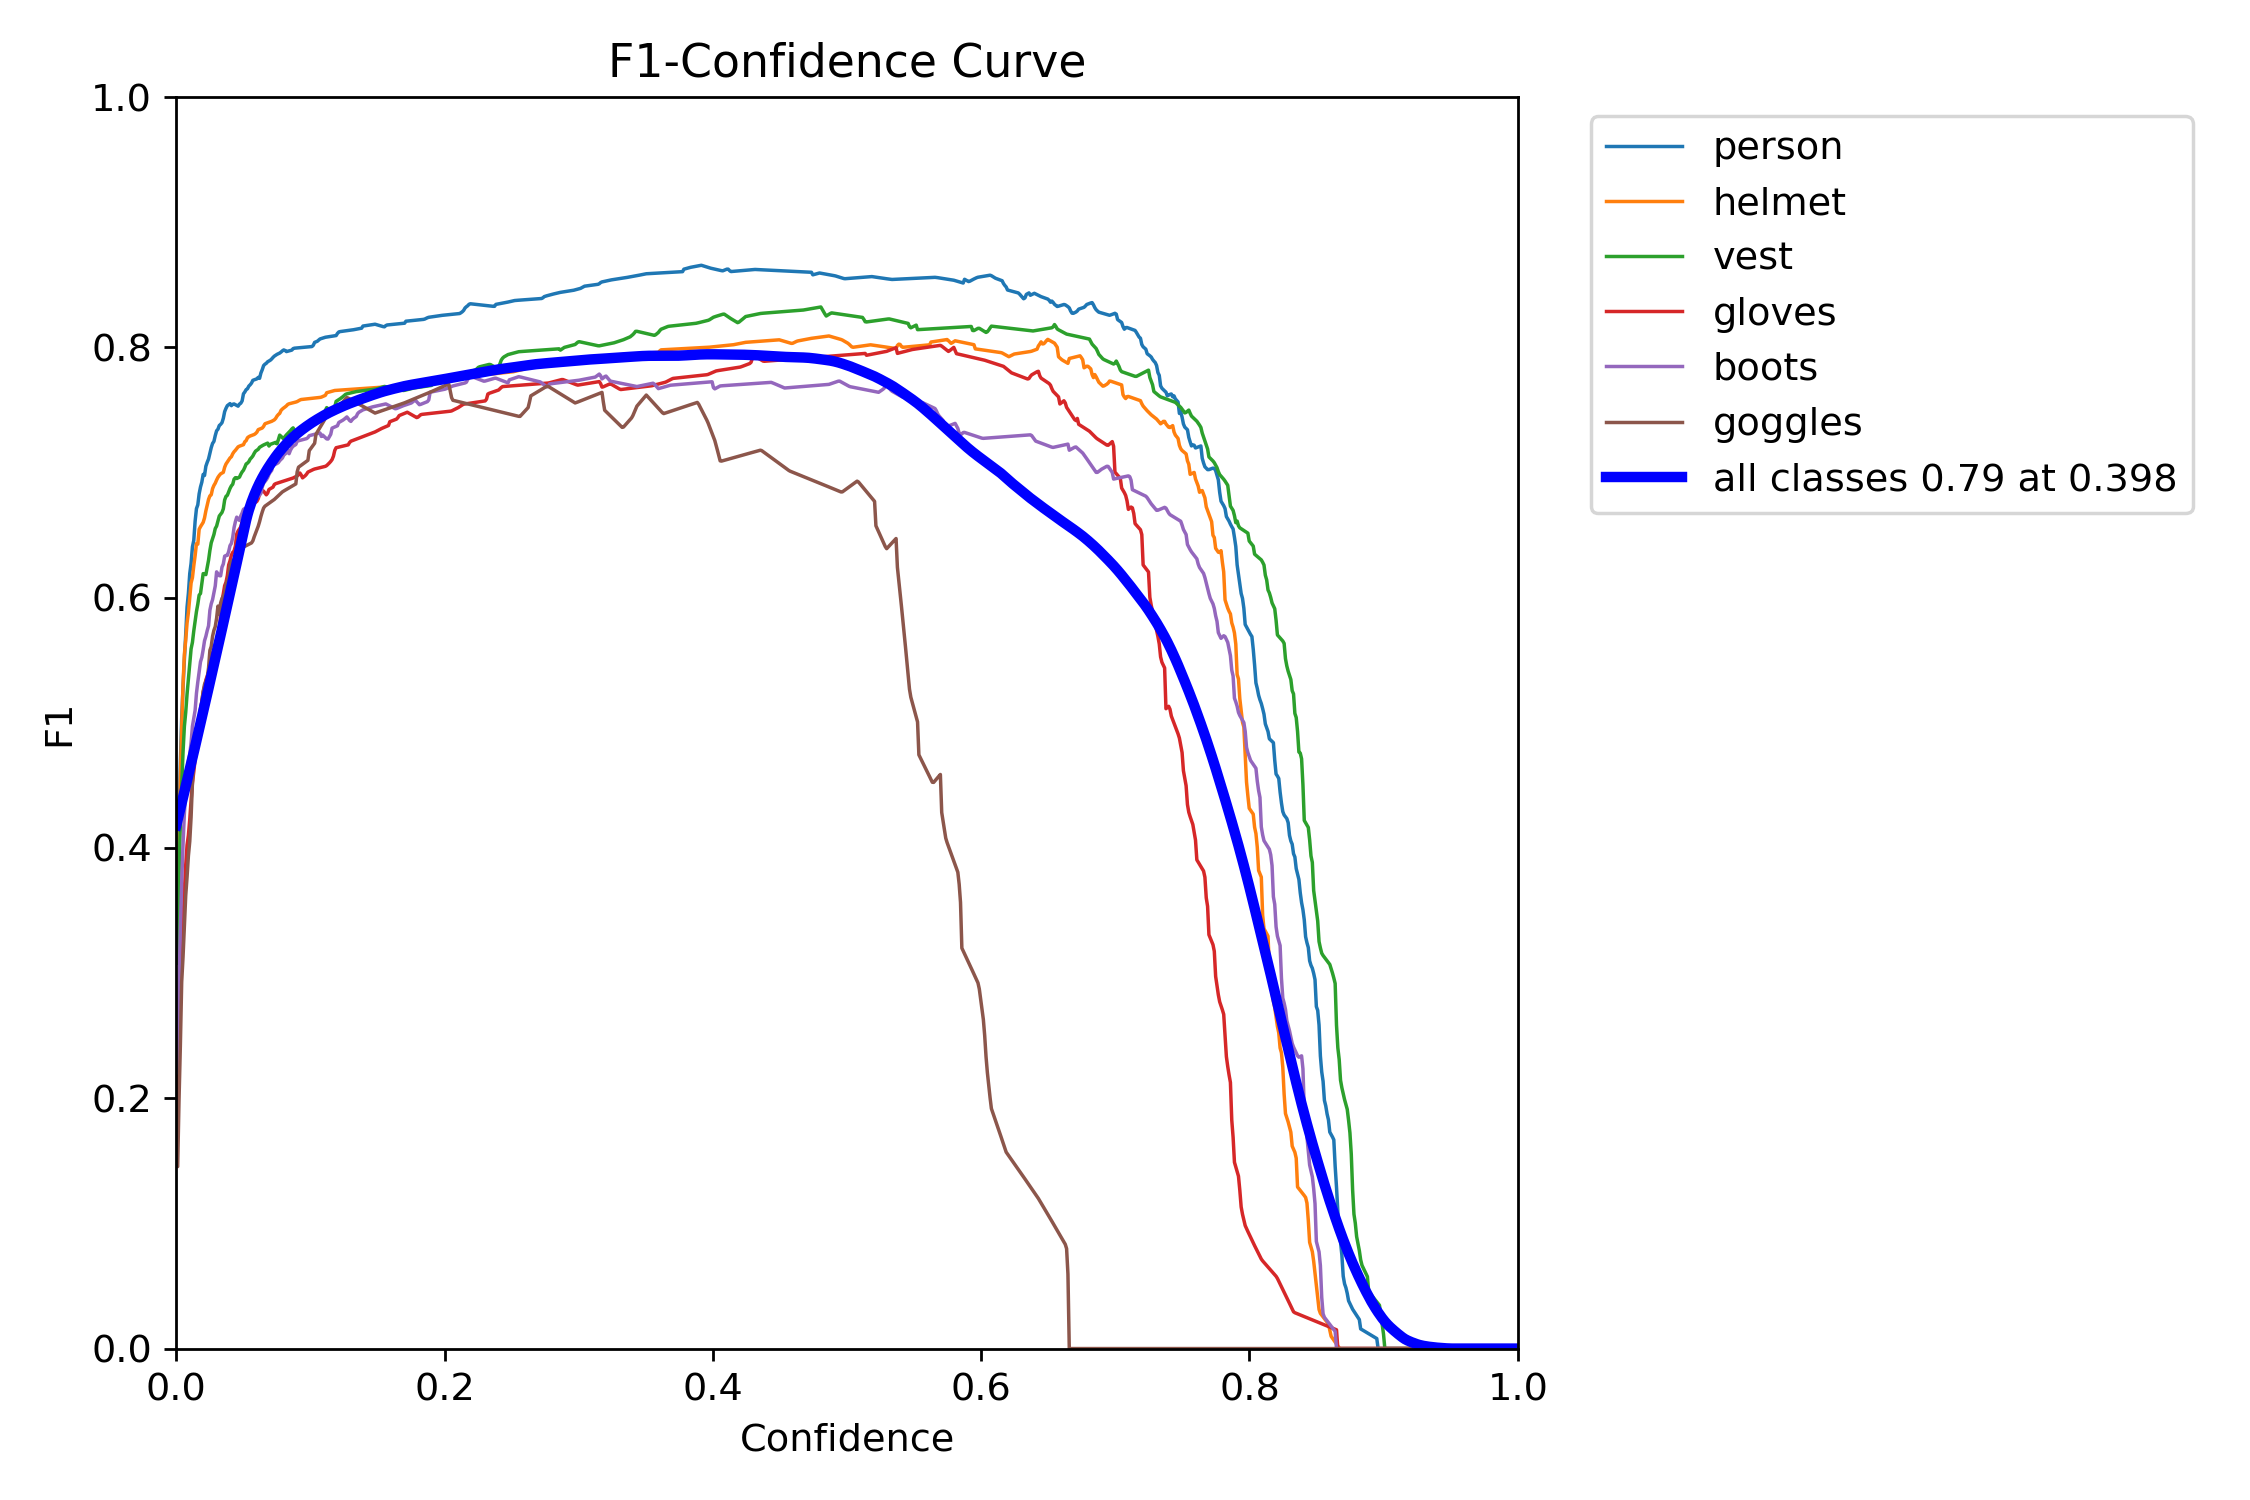 F1-Confidence Curve
1.0
0.8
0.6
0.4
0.2
0.0
F1
0.0 0.2 0.4 0.6 0.8 1.0
Confidence
person
helmet
vest
gloves
boots
goggles
all classes 0.79 at 0.398